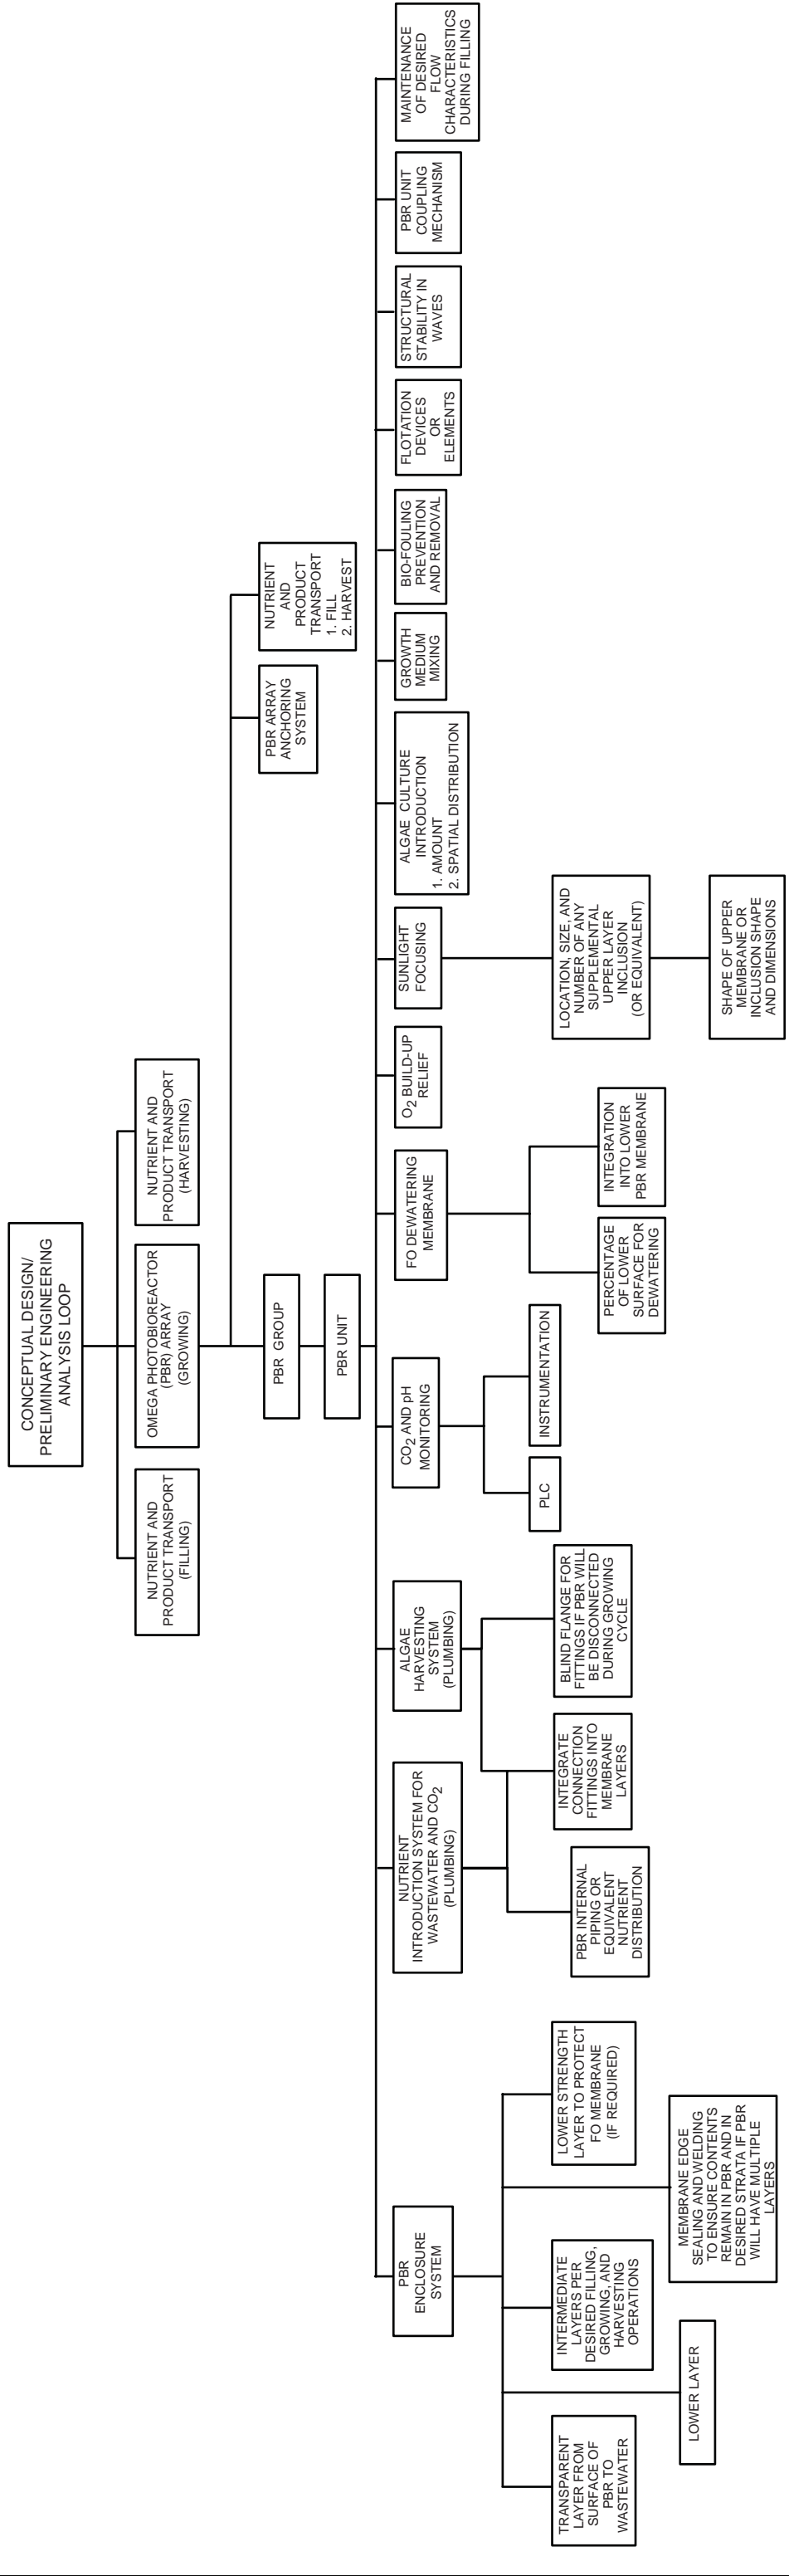 CONCEPTUAL DESIGN/
PRELIMINARY ENGINEERING
ANALYSIS LOOP
NUTRIENT AND
PRODUCT TRANSPORT
(FILLING)
OMEGA PHOTOBIOREACTOR
(PBR) ARRAY
(GROWING)
NUTRIENT AND
PRODUCT TRANSPORT
(HARVESTING)
PBR GROUP
PBR ARRAY
ANCHORING
SYSTEM
NUTRIENT
AND
PRODUCT
TRANSPORT
1. FILL
2. HARVEST
PBR UNIT
PBR
ENCLOSURE
SYSTEM
NUTRIENT
INTRODUCTION SYSTEM FOR
WASTEWATER AND CO2
(PLUMBING)
ALGAE
HARVESTING
SYSTEM
(PLUMBING)
CO2 AND pH
MONITORING
FO DEWATERING
MEMBRANE
O2 BUILD-UP
RELIEF
SUNLIGHT
FOCUSING
ALGAE CULTURE
INTRODUCTION
1. AMOUNT
2. SPATIAL DISTRIBUTION
GROWTH
MEDIUM
MIXING
BIO-FOULING
PREVENTION
AND REMOVAL
FLOTATION
DEVICES
OR
ELEMENTS
STRUCTURAL
STABILITY IN
WAVES
PBR UNIT
COUPLING
MECHANISM
MAINTENANCE
OF DESIRED
FLOW
CHARACTERISTICS
DURING FILLING
TRANSPARENT
LAYER FROM
SURFACE OF
PBR TO
WASTEWATER
LOWER LAYER
INTERMEDIATE
LAYERS PER
DESIRED FILLING,
GROWING, AND
HARVESTING
OPERATIONS
MEMBRANE EDGE
SEALING AND WELDING
TO ENSURE CONTENTS
REMAIN IN PBR AND IN
DESIRED STRATA IF PBR
WILL HAVE MULTIPLE
LAYERS
LOWER STRENGTH
LAYER TO PROTECT
FO MEMBRANE
(IF REQUIRED)
PBR INTERNAL
PIPING OR
EQUIVALENT
NUTRIENT
DISTRIBUTION
INTEGRATE
CONNECTION
FITTINGS INTO
MEMBRANE
LAYERS
BLIND FLANGE FOR
FITTINGS IF PBR WILL
BE DISCONNECTED
DURING GROWING
CYCLE
PLC
INSTRUMENTATION
PERCENTAGE
OF LOWER
SURFACE FOR
DEWATERING
INTEGRATION
INTO LOWER
PBR MEMBRANE
LOCATION, SIZE, AND
NUMBER OF ANY
SUPPLEMENTAL
UPPER LAYER
INCLUSION
(OR EQUIVALENT)
SHAPE OF UPPER
MEMBRANE OR
INCLUSION SHAPE
AND DIMENSIONS